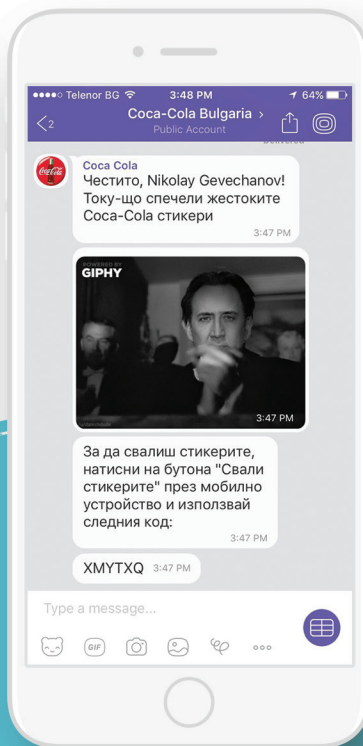 Telenor BG
3:48 PM
64%
2
Coca-Cola Bulgaria >
Public Account
Delivered
Coca-Cola
Coca Cola
Честито, Nikolay Gevechanov!
Току-що спечели жестоките
Coca-Cola стикери
3:47 PM
POWERED BY
GIPHY
3:47 PM
За да свалиш стикерите,
натисни на бутона "Свали
стикерите" през мобилно
устройство и използвай
следния код:
3:47 PM
XMYTXQ 3:47 PM
Type a message...
GIF